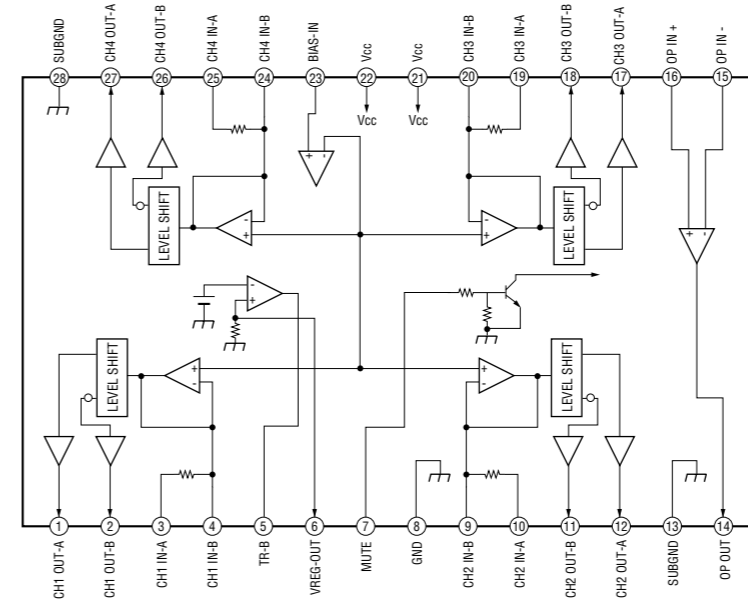 SUBGND
CH4 OUT-A
CH4 OUT-B
CH4 IN-A
CH4 IN-B
BIAS-IN
Vcc
Vcc
CH3 IN-B
CH3 IN-A
CH3 OUT-B
CH3 OUT-A
OP IN +
OP IN -
28
27
26
25
24
23
22
21
20
19
18
17
16
15
Vcc
Vcc
+ -
LEVEL SHIFT
-
+
-
+
LEVEL SHIFT
+ -
-
+
LEVEL SHIFT
+
-
+
-
LEVEL SHIFT
1
2
3
4
5
6
7
8
9
10
11
12
13
14
CH1 OUT-A
CH1 OUT-B
CH1 IN-A
CH1 IN-B
TR-B
VREG-OUT
MUTE
GND
CH2 IN-B
CH2 IN-A
CH2 OUT-B
CH2 OUT-A
SUBGND
OP OUT